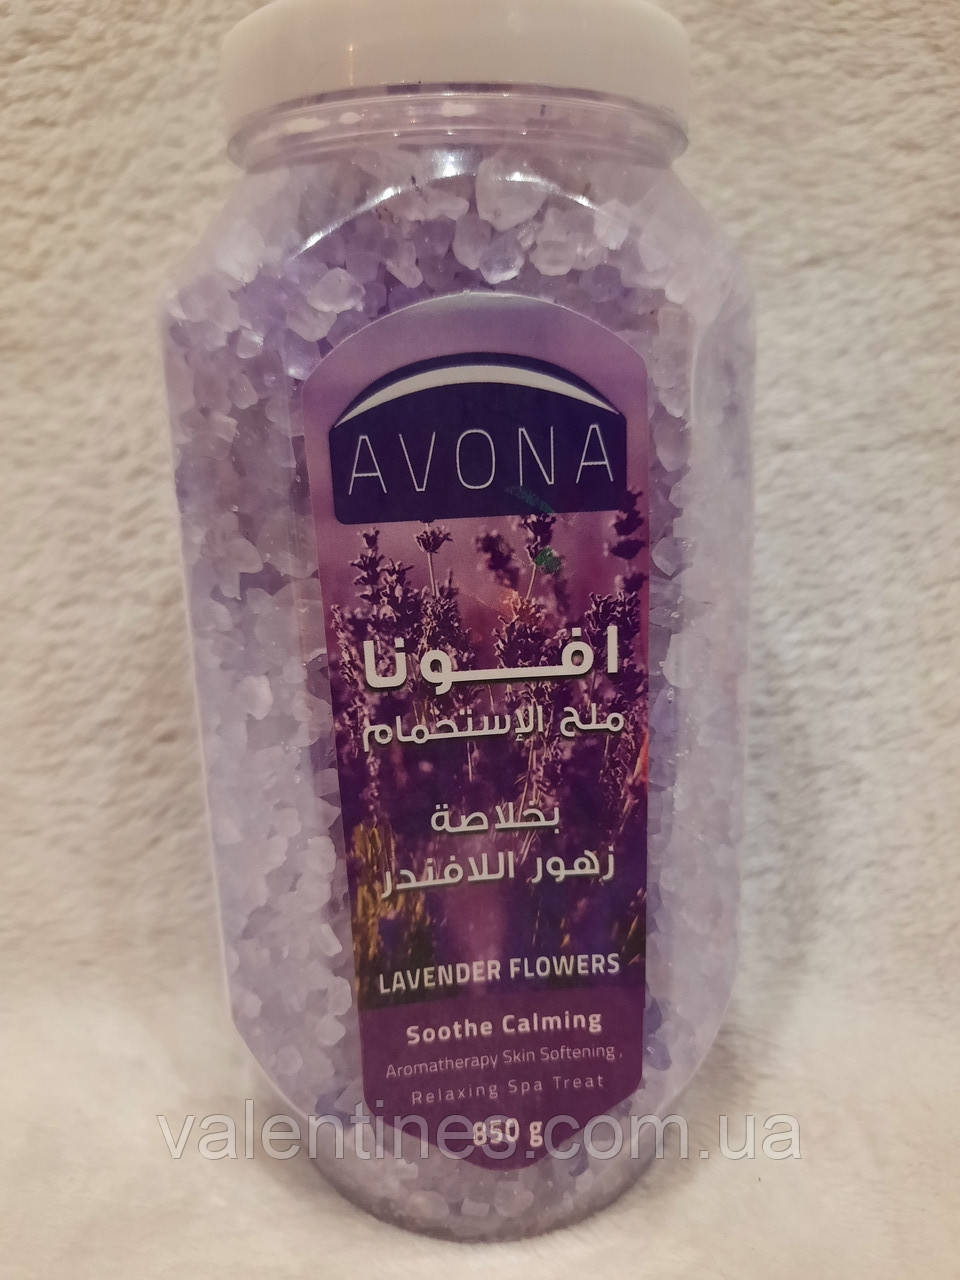 AVONA
افـــونا
ملح الإستحمام
بخلاصة
زهور اللافندر
LAVENDER FLOWERS
Soothe Calming
Aromatherapy Skin Softening,
Relaxing Spa Treat
850 g
valentines.com.ua